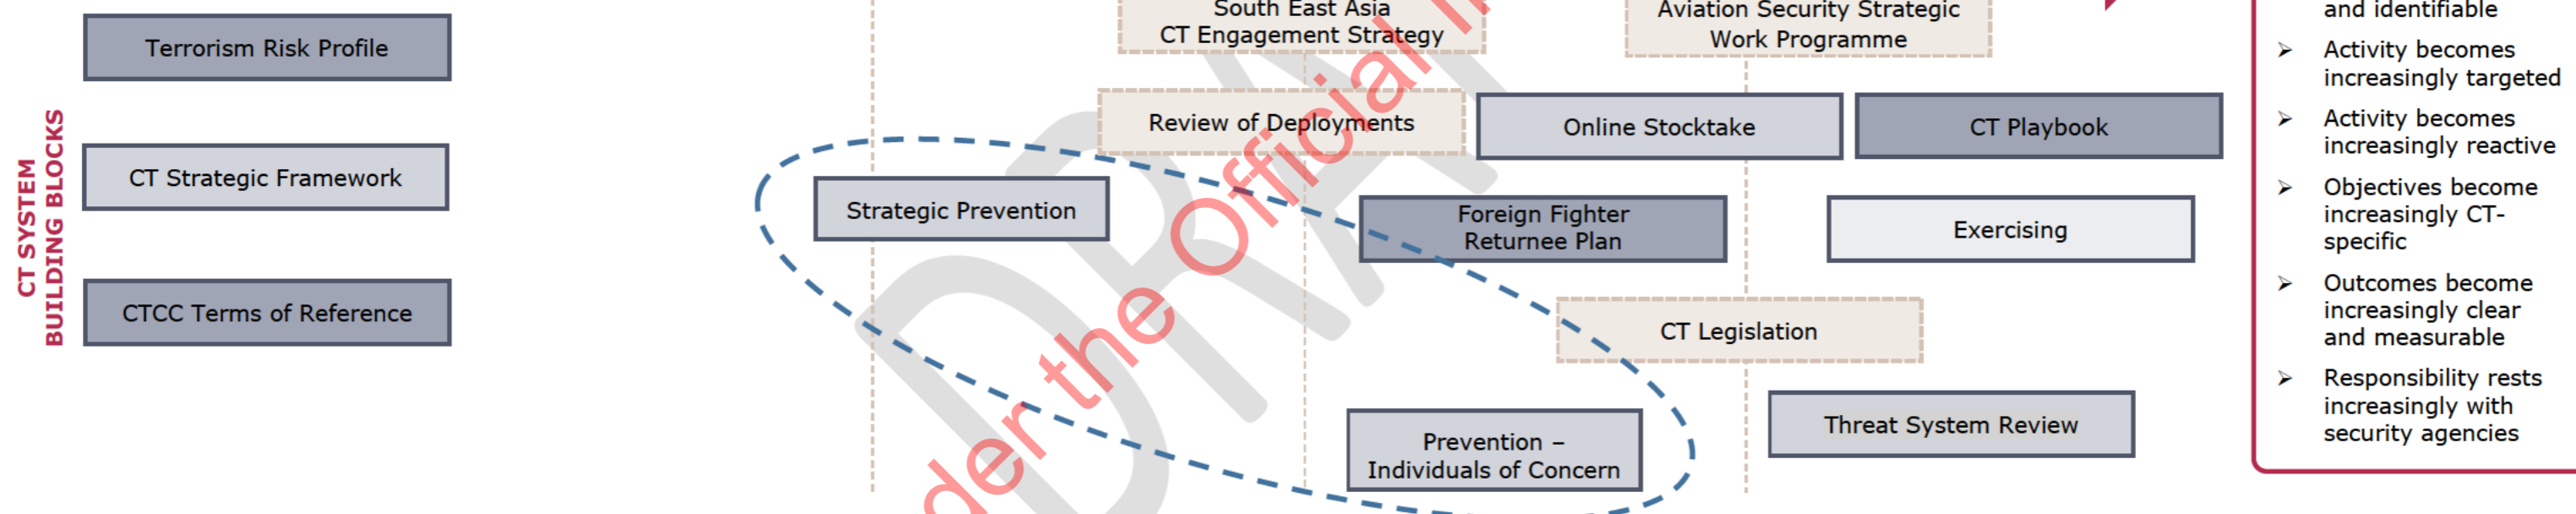 Terrorism Risk Profile
CT SYSTEM
BUILDING BLOCKS
CT Strategic Framework
CTCC Terms of Reference
South East Asia
CT Engagement Strategy
Aviation Security Strategic
Work Programme
Review of Deployments
Online Stocktake
CT Playbook
Strategic Prevention
Foreign Fighter
Returnee Plan
Exercising
CT Legislation
Prevention –
Individuals of Concern
Threat System Review
and identifiable
➢ Activity becomes
increasingly targeted
➢ Activity becomes
increasingly reactive
➢ Objectives become
increasingly CT-
specific
➢ Outcomes become
increasingly clear
and measurable
➢ Responsibility rests
increasingly with
security agencies
the Official